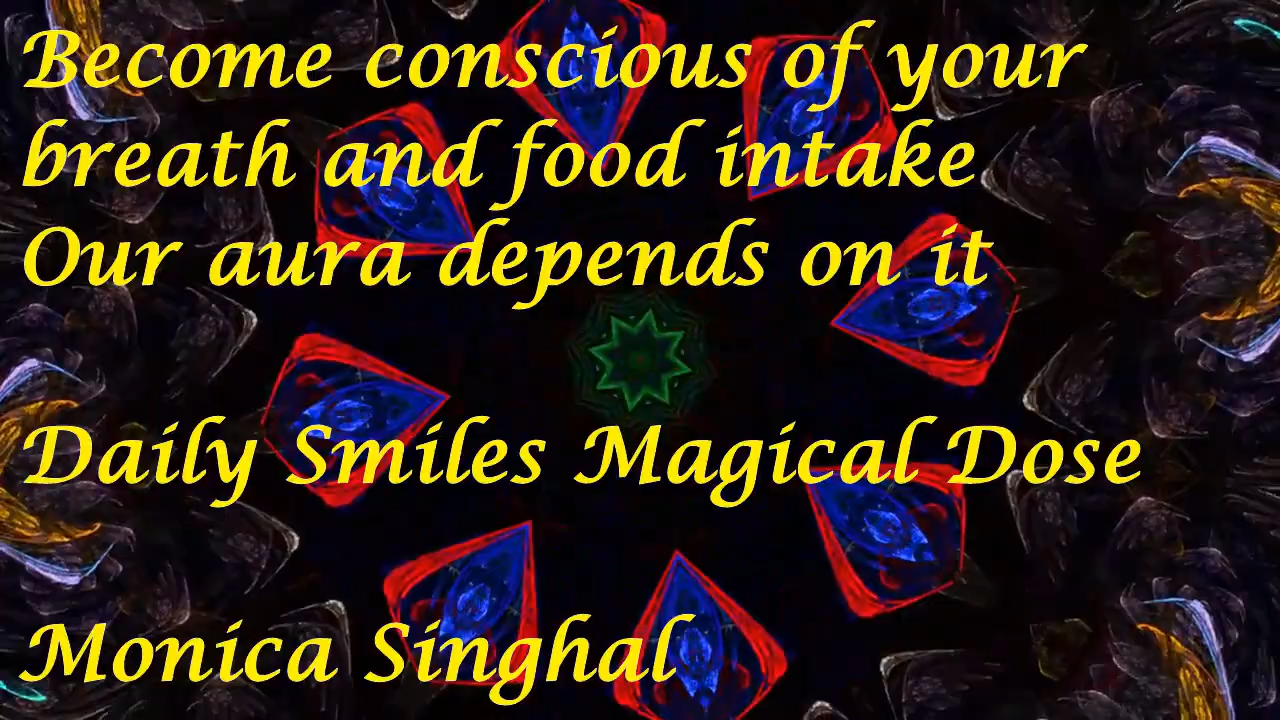 Become conscious of your
breath and food intake
Our aura depends on it
Daily Smiles Magical Dose
Monica Singhal